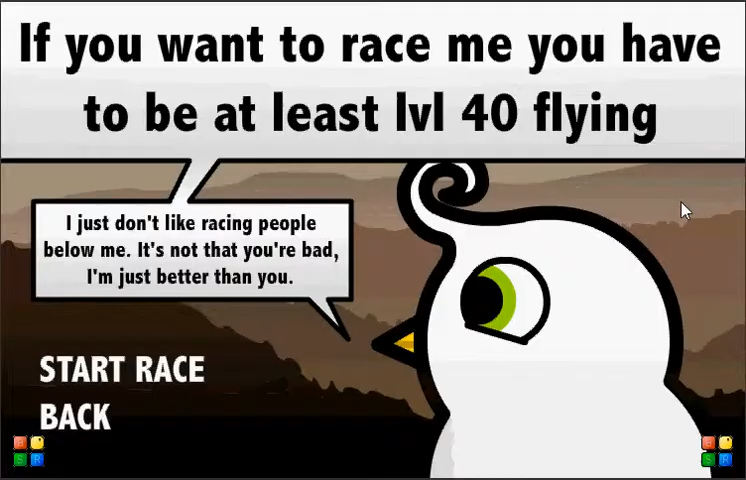 If you want to race me you have
to be at least lvl 40 flying
I just don't like racing people
below me. It's not that you're bad,
I'm just better than you.
START RACE
BACK